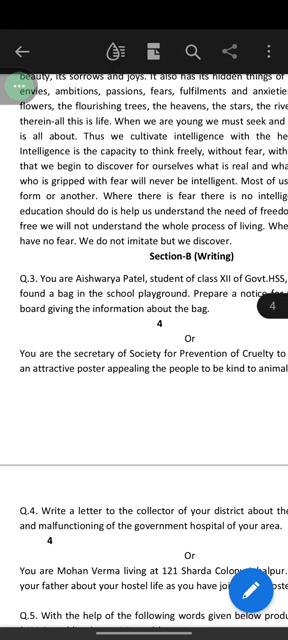 beauty, its sorrows and joys. It also has its hidden things of
envies, ambitions, passions, fears, fulfilments and anxietie
flowers, the flourishing trees, the heavens, the stars, the rive
therein-all this is life. When we are young we must seek and
is all about. Thus we cultivate intelligence with the he
Intelligence is the capacity to think freely, without fear, with
that we begin to discover for ourselves what is real and wha
who is gripped with fear will never be intelligent. Most of us
form or another. Where there is fear there is no intellig
education should do is help us understand the need of freedo
free we will not understand the whole process of living. Whe
have no fear. We do not imitate but we discover.
Section-B (Writing)
Q.3. You are Aishwarya Patel, student of class XII of Govt.HSS,
found a bag in the school playground. Prepare a notice
board giving the information about the bag.
4
4
Or
You are the secretary of Society for Prevention of Cruelty to
an attractive poster appealing the people to be kind to animal
Q.4. Write a letter to the collector of your district about the
and malfunctioning of the government hospital of your area.
4
Or
You are Mohan Verma living at 121 Sharda
your father about your hostel life as you have
Q.5. With the help of the following words given below produ